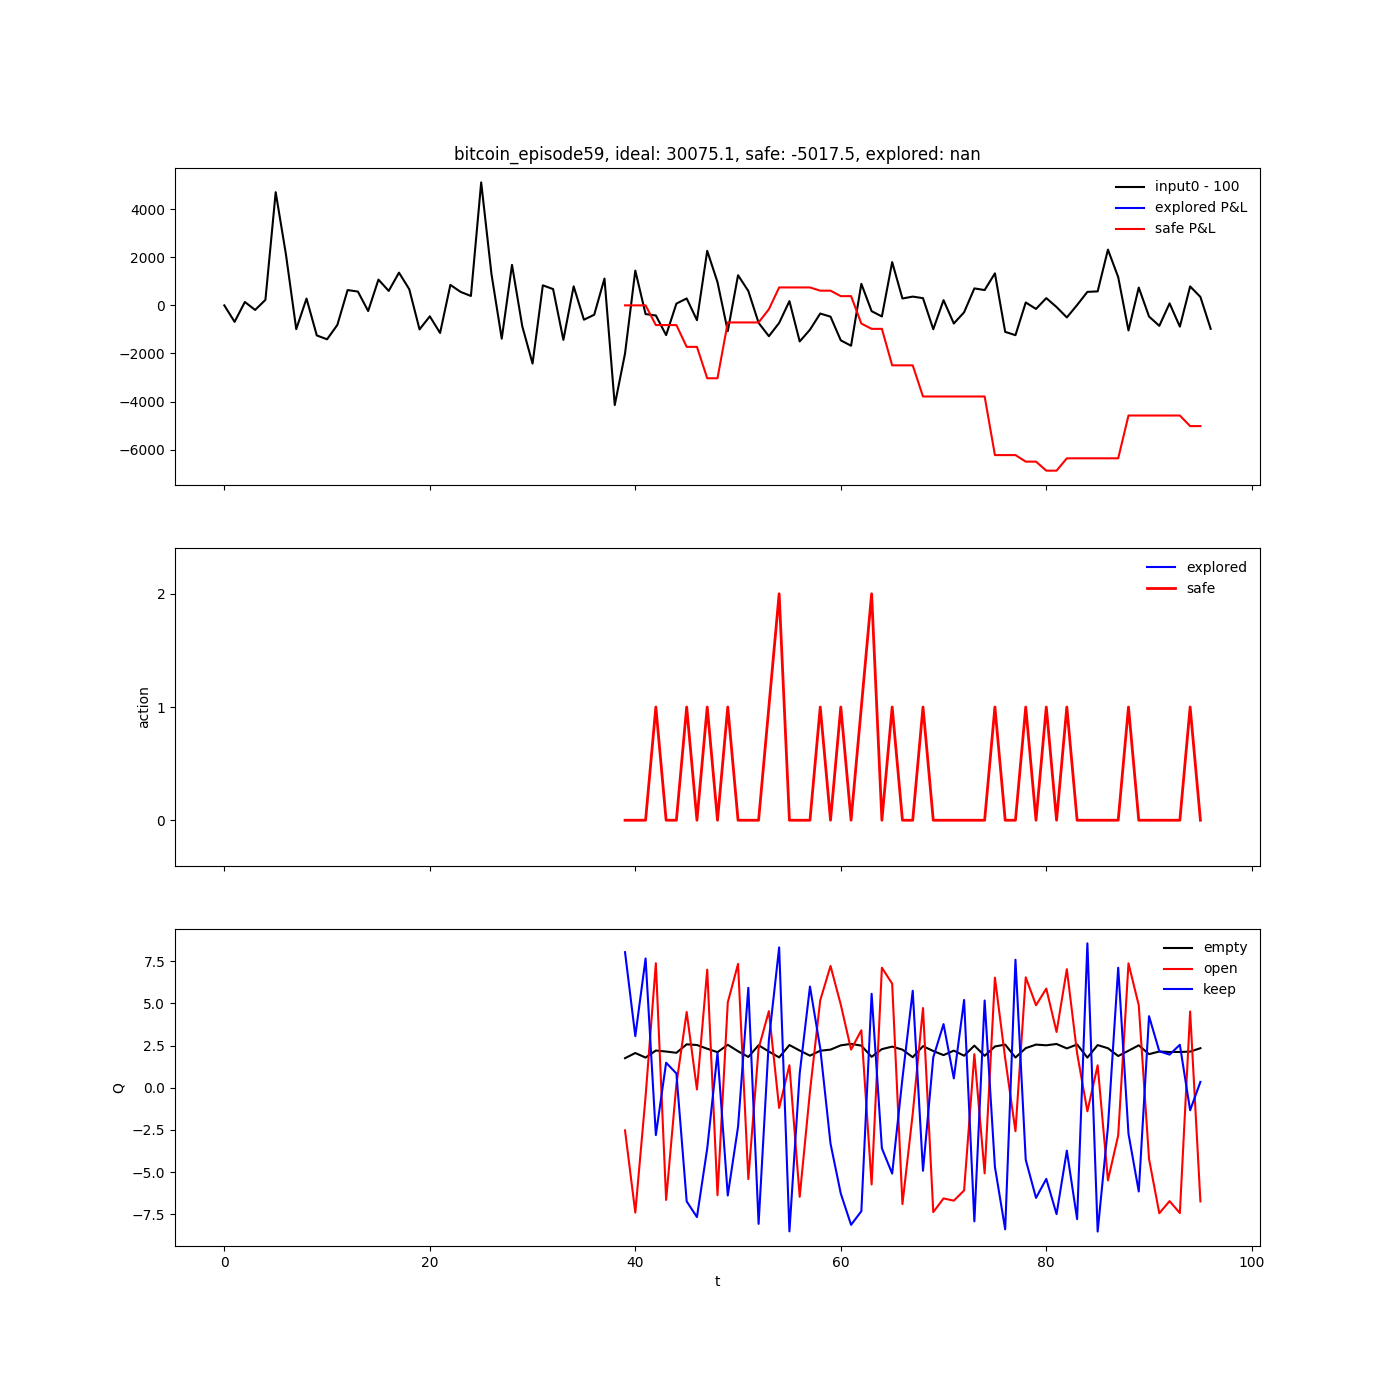 bitcoin_episode59, ideal: 30075.1, safe: -5017.5, explored: nan
input0 - 100
explored P&L
safe P&L
4000
2000
0
−2000
−4000
−6000
explored
safe
2
1
0
action
empty
open
keep
7.5
5.0
2.5
0.0
−2.5
−5.0
−7.5
Q
0 20 40 60 80 100
t